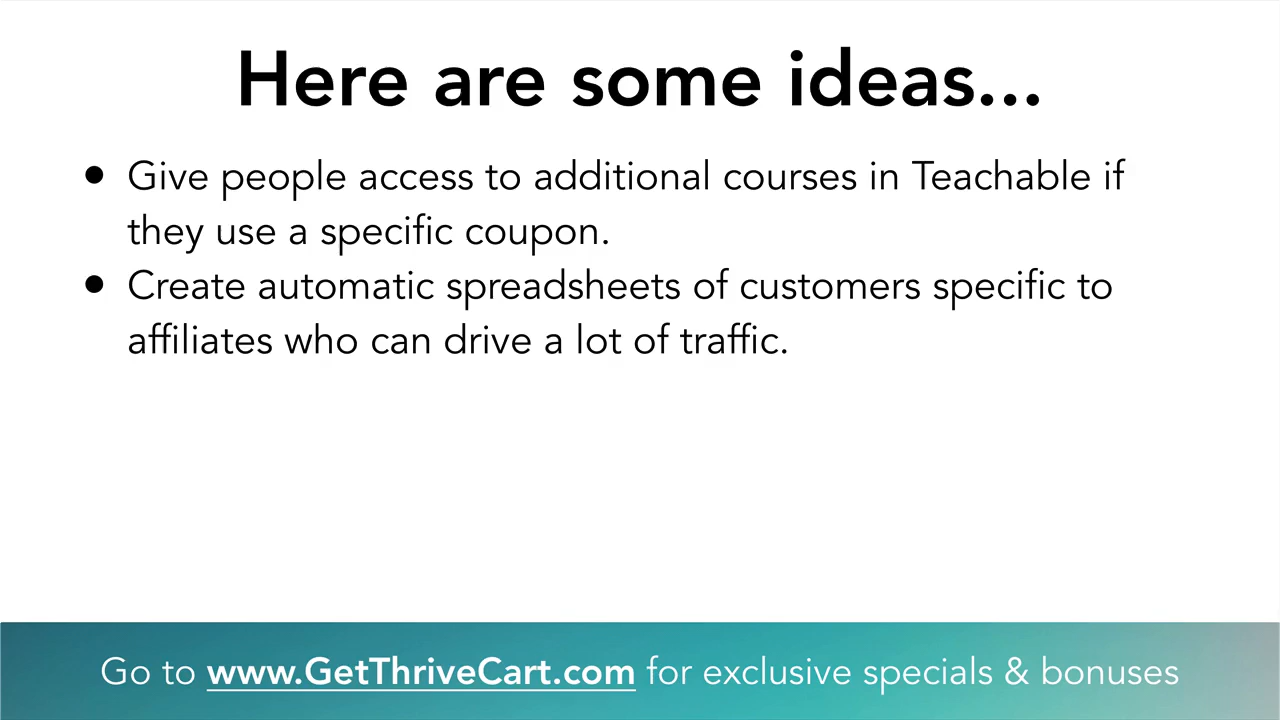 Here are some ideas...
• Give people access to additional courses in Teachable if
they use a specific coupon.
• Create automatic spreadsheets of customers specific to
affiliates who can drive a lot of traffic.
Go to www.GetThriveCart.com for exclusive specials & bonuses